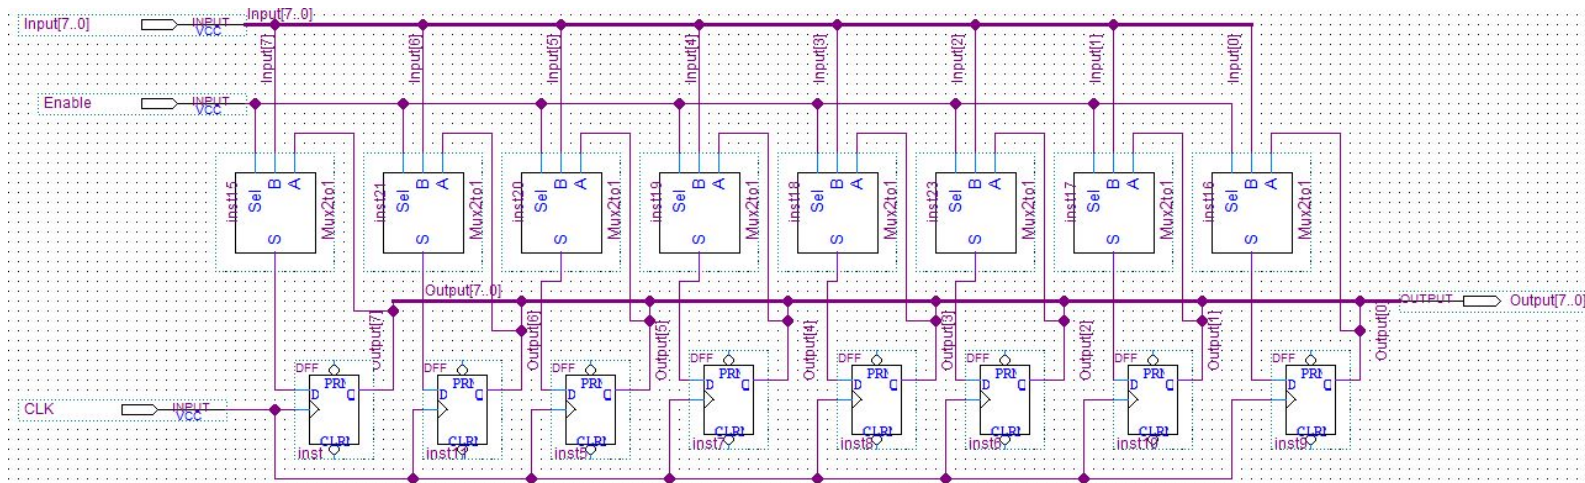 Input[7..0]
INPUT
VCC
Input[7..0]
Input[7]
Input[6]
Input[5]
Input[4]
Input[3]
Input[2]
Input[1]
Input[0]
Enable
INPUT
VCC
inst15
Sel
B
A
S
Mux2to1
inst21
Sel
B
A
S
Mux2to1
inst20
Sel
B
A
S
Mux2to1
inst19
Sel
B
A
S
Mux2to1
inst18
Sel
B
A
S
Mux2to1
inst23
Sel
B
A
S
Mux2to1
inst17
Sel
B
A
S
Mux2to1
inst16
Sel
B
A
S
Mux2to1
Output[7..0]
OUTPUT
Output[7..0]
Output[7]
Output[6]
Output[5]
Output[4]
Output[3]
Output[2]
Output[1]
Output[0]
CLK
INPUT
VCC
DFF
PRN
D
CLRN
inst
DFF
PRN
D
CLRN
DFF
PRN
D
CLRN
inst5
DFF
PRN
D
CLRN
inst7
DFF
PRN
D
CLRN
inst8
DFF
PRN
D
CLRN
inst6
DFF
PRN
D
CLRN
inst10
DFF
PRN
D
CLRN
inst9